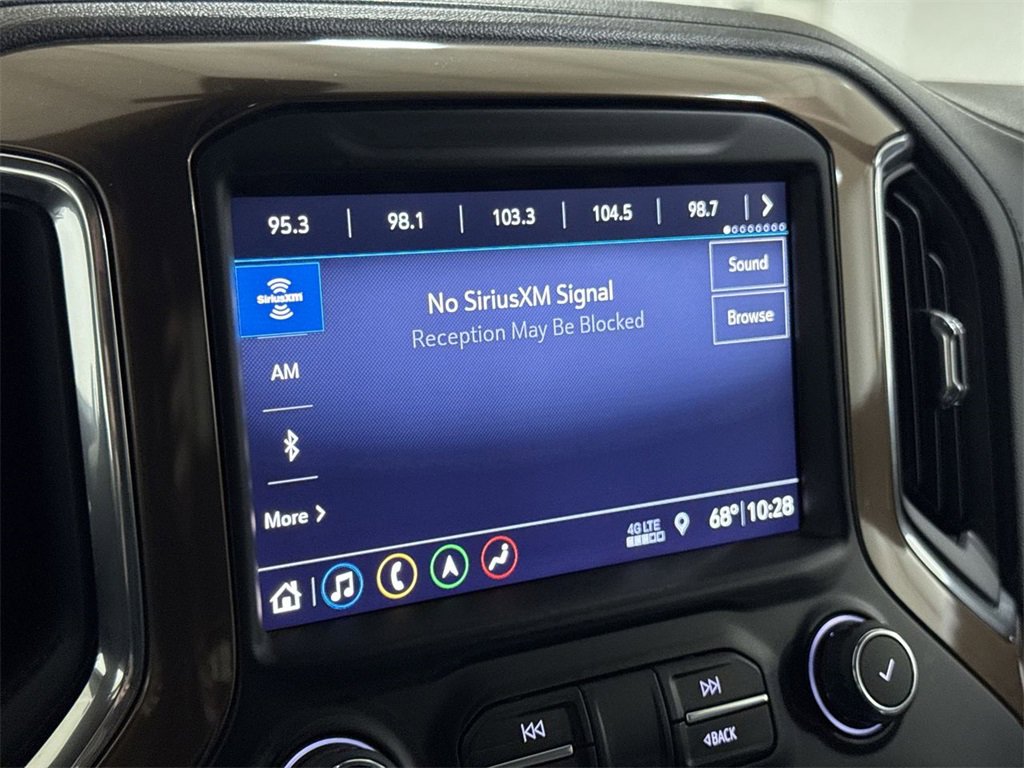 95.3 | 98.1 | 103.3 | 104.5 | 98.7
SiriusXM
No SiriusXM Signal
Reception May Be Blocked
Sound
Browse
AM
More
4G LTE
68° | 10:28
BACK